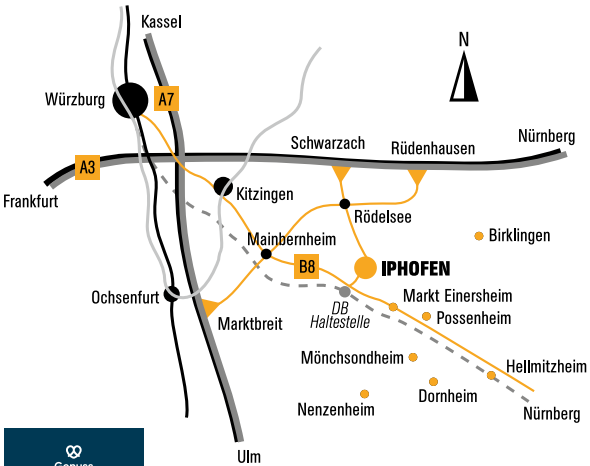 Kassel
N
Würzburg
A7
Schwarzach
Rüdenhausen
Nürnberg
A3
Frankfurt
Kitzingen
Rödelsee
Birklingen
Mainbernheim
B8
IPHOFEN
Ochsenfurt
Marktbreit
DB
Haltestelle
Markt Einersheim
Possenheim
Mönchsondheim
Hellmitzheim
Dornheim
Nenzenheim
Nürnberg
Ulm
Genuss